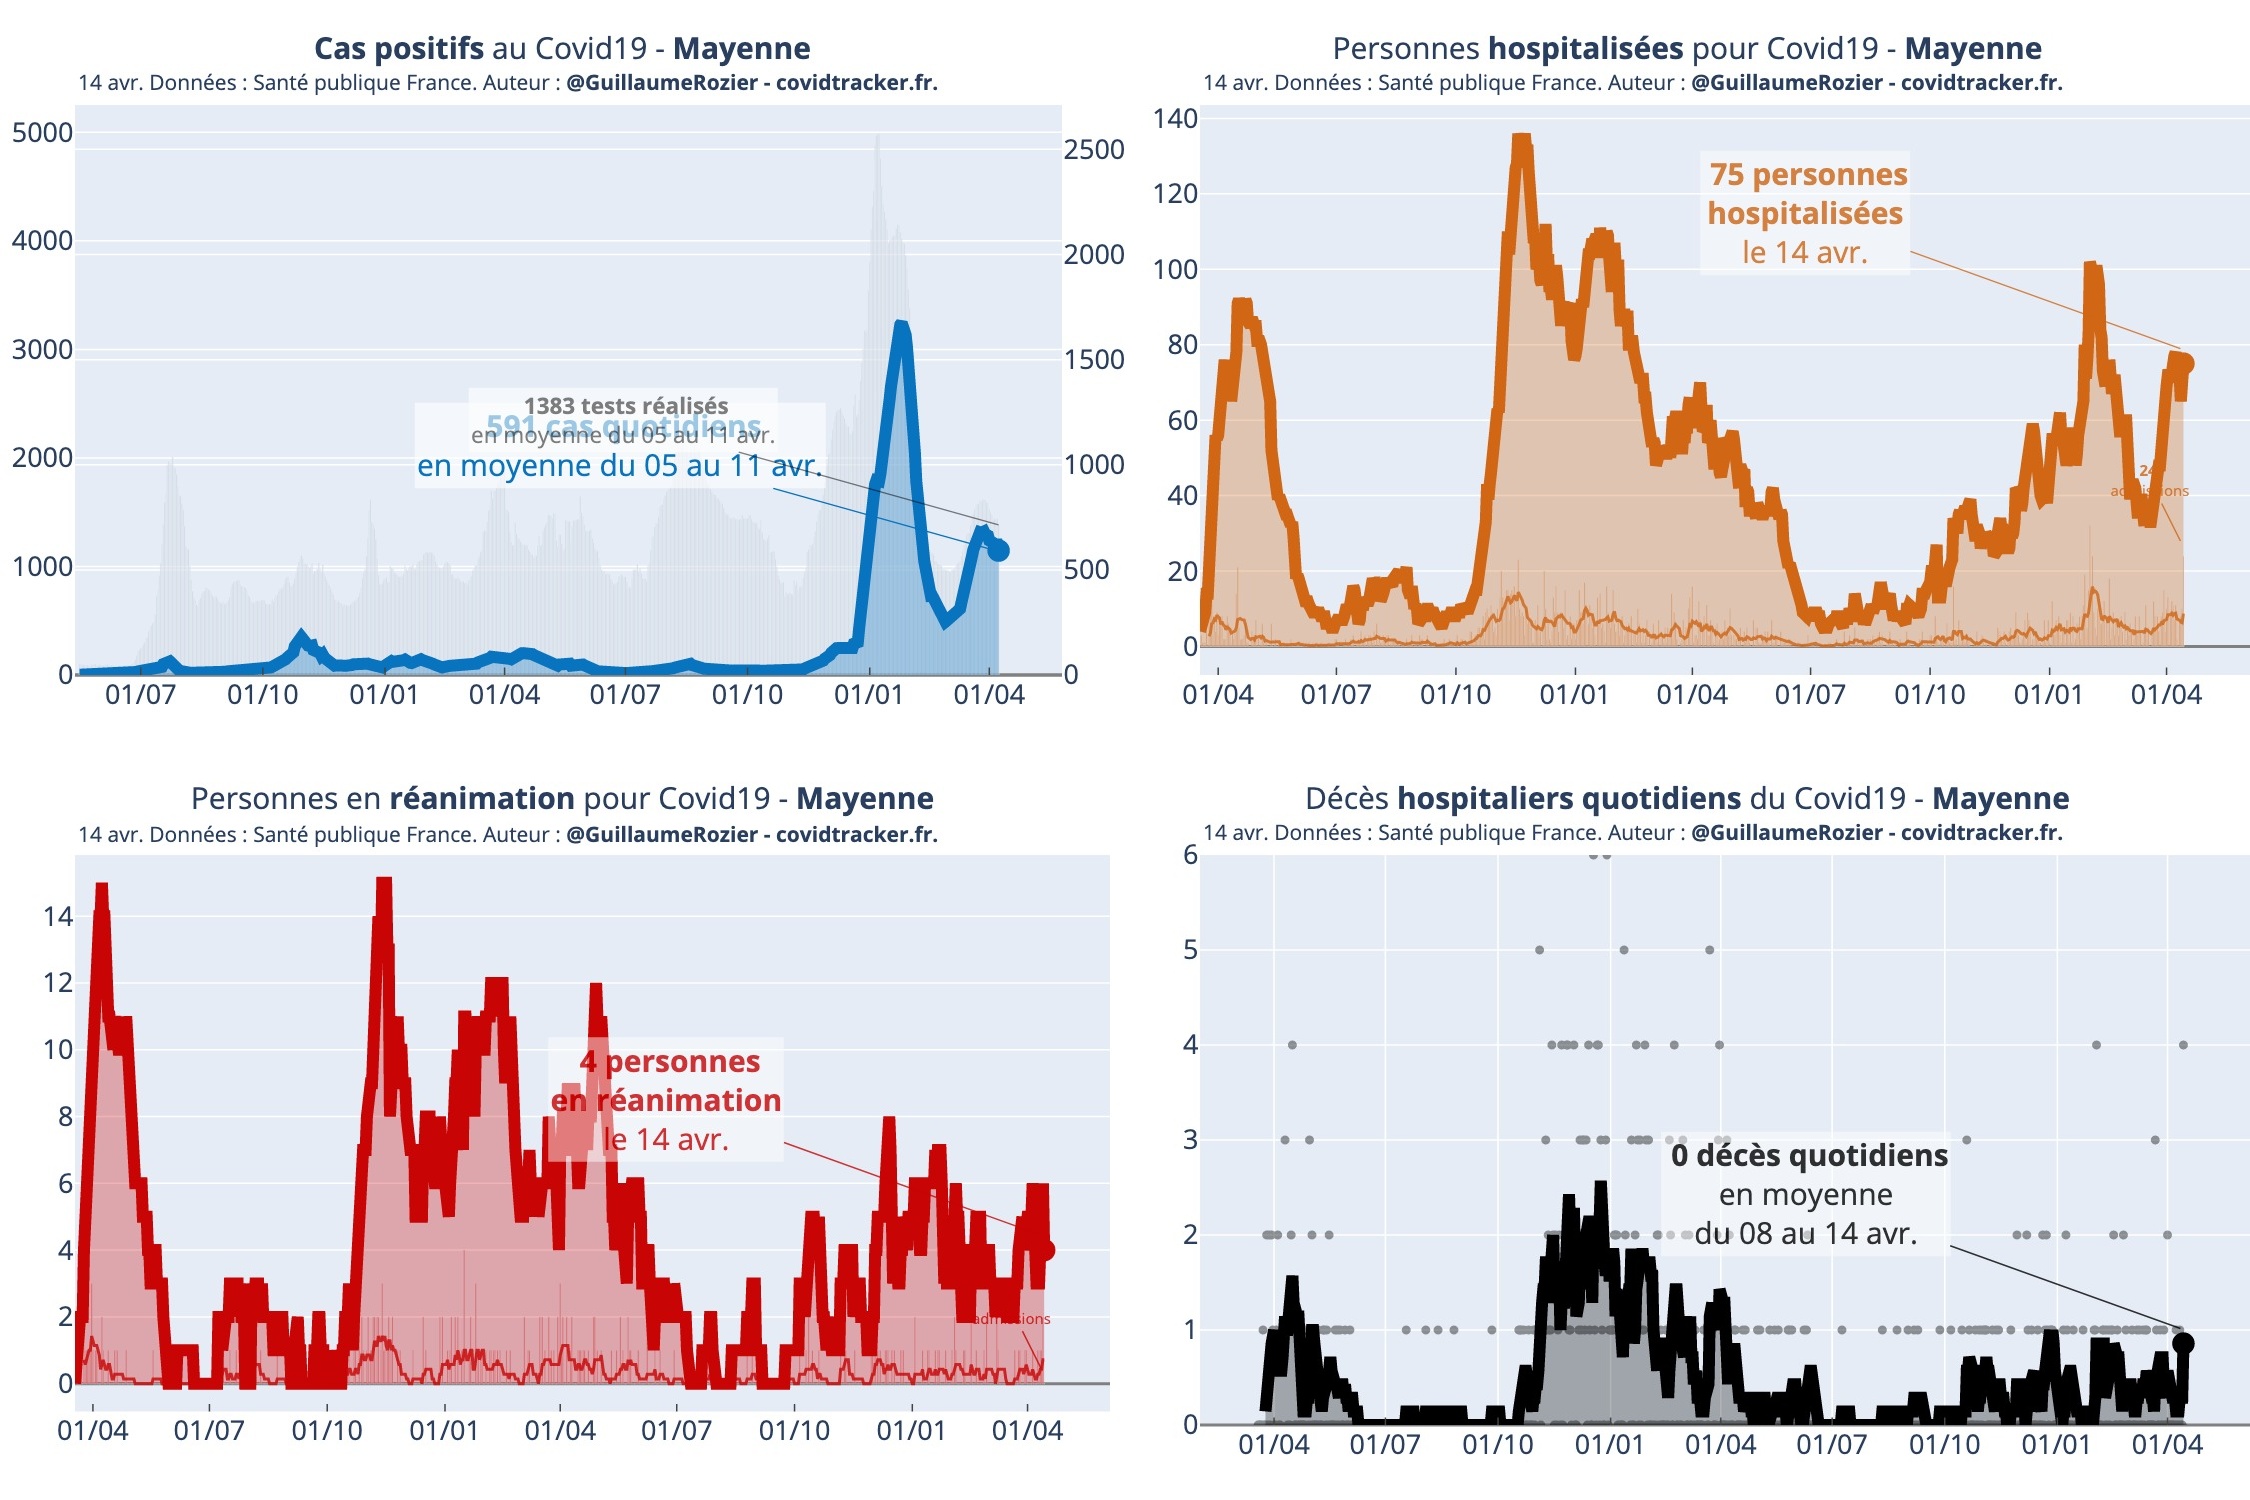 Cas positifs au Covid19 - Mayenne
14 avr. Données : Santé publique France. Auteur : @GuillaumeRozier - covidtracker.fr.
5000
4000
3000
2000
1000
0
2500
2000
1500
1000
500
0
1383 tests réalisés
en moyenne du 05 au 11 avr.
591 cas quotidiens
en moyenne du 05 au 11 avr.
01/07 01/10 01/01 01/04 01/07 01/10 01/01 01/04
Personnes hospitalisées pour Covid19 - Mayenne
14 avr. Données : Santé publique France. Auteur : @GuillaumeRozier - covidtracker.fr.
140
120
100
80
60
40
20
0
75 personnes
hospitalisées
le 14 avr.
24
admissions
01/04 01/07 01/10 01/01 01/04 01/07 01/10 01/01 01/04
Personnes en réanimation pour Covid19 - Mayenne
14 avr. Données : Santé publique France. Auteur : @GuillaumeRozier - covidtracker.fr.
14
12
10
8
6
4
2
0
4 personnes
en réanimation
le 14 avr.
admissions
01/04 01/07 01/10 01/01 01/04 01/07 01/10 01/01 01/04
Décès hospitaliers quotidiens du Covid19 - Mayenne
14 avr. Données : Santé publique France. Auteur : @GuillaumeRozier - covidtracker.fr.
6
5
4
3
2
1
0
0 décès quotidiens
en moyenne
du 08 au 14 avr.
01/04 01/07 01/10 01/01 01/04 01/07 01/10 01/01 01/04